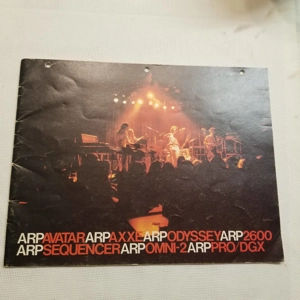 ARPAVATARARPAXXEARPODYSSEYARP2600
ARPSEQUENCERARPOMNI-2ARPPRO/DGX